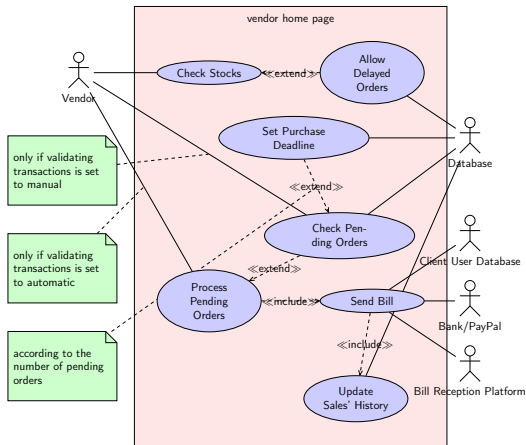 vendor home page
Vendor
Check Stocks
≪extend≫
Allow
Delayed
Orders
only if validating
transactions is set
to manual
Set Purchase
Deadline
Database
≪extend≫
only if validating
transactions is set
to automatic
Check Pen-
ding Orders
Client User Database
≪extend≫
Process
Pending
Orders
≪include≫
Send Bill
Bank/PayPal
according to the
number of pending
orders
≪include≫
Update
Sales' History
Bill Reception Platform